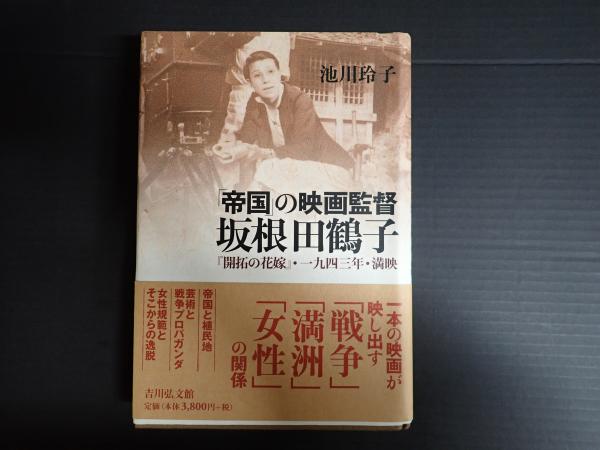 池川玲子
「帝国」の映画監督
坂根田鶴子
『開拓の花嫁』・一九四三年・満映
一本の映画が
映し出す
「戦争」
「満洲」
「女性」
の関係
帝国と植民地
芸術と
戦争プロパガンダ
女性規範と
そこからの逸脱
吉川弘文館
定価(本体3,800円+税)